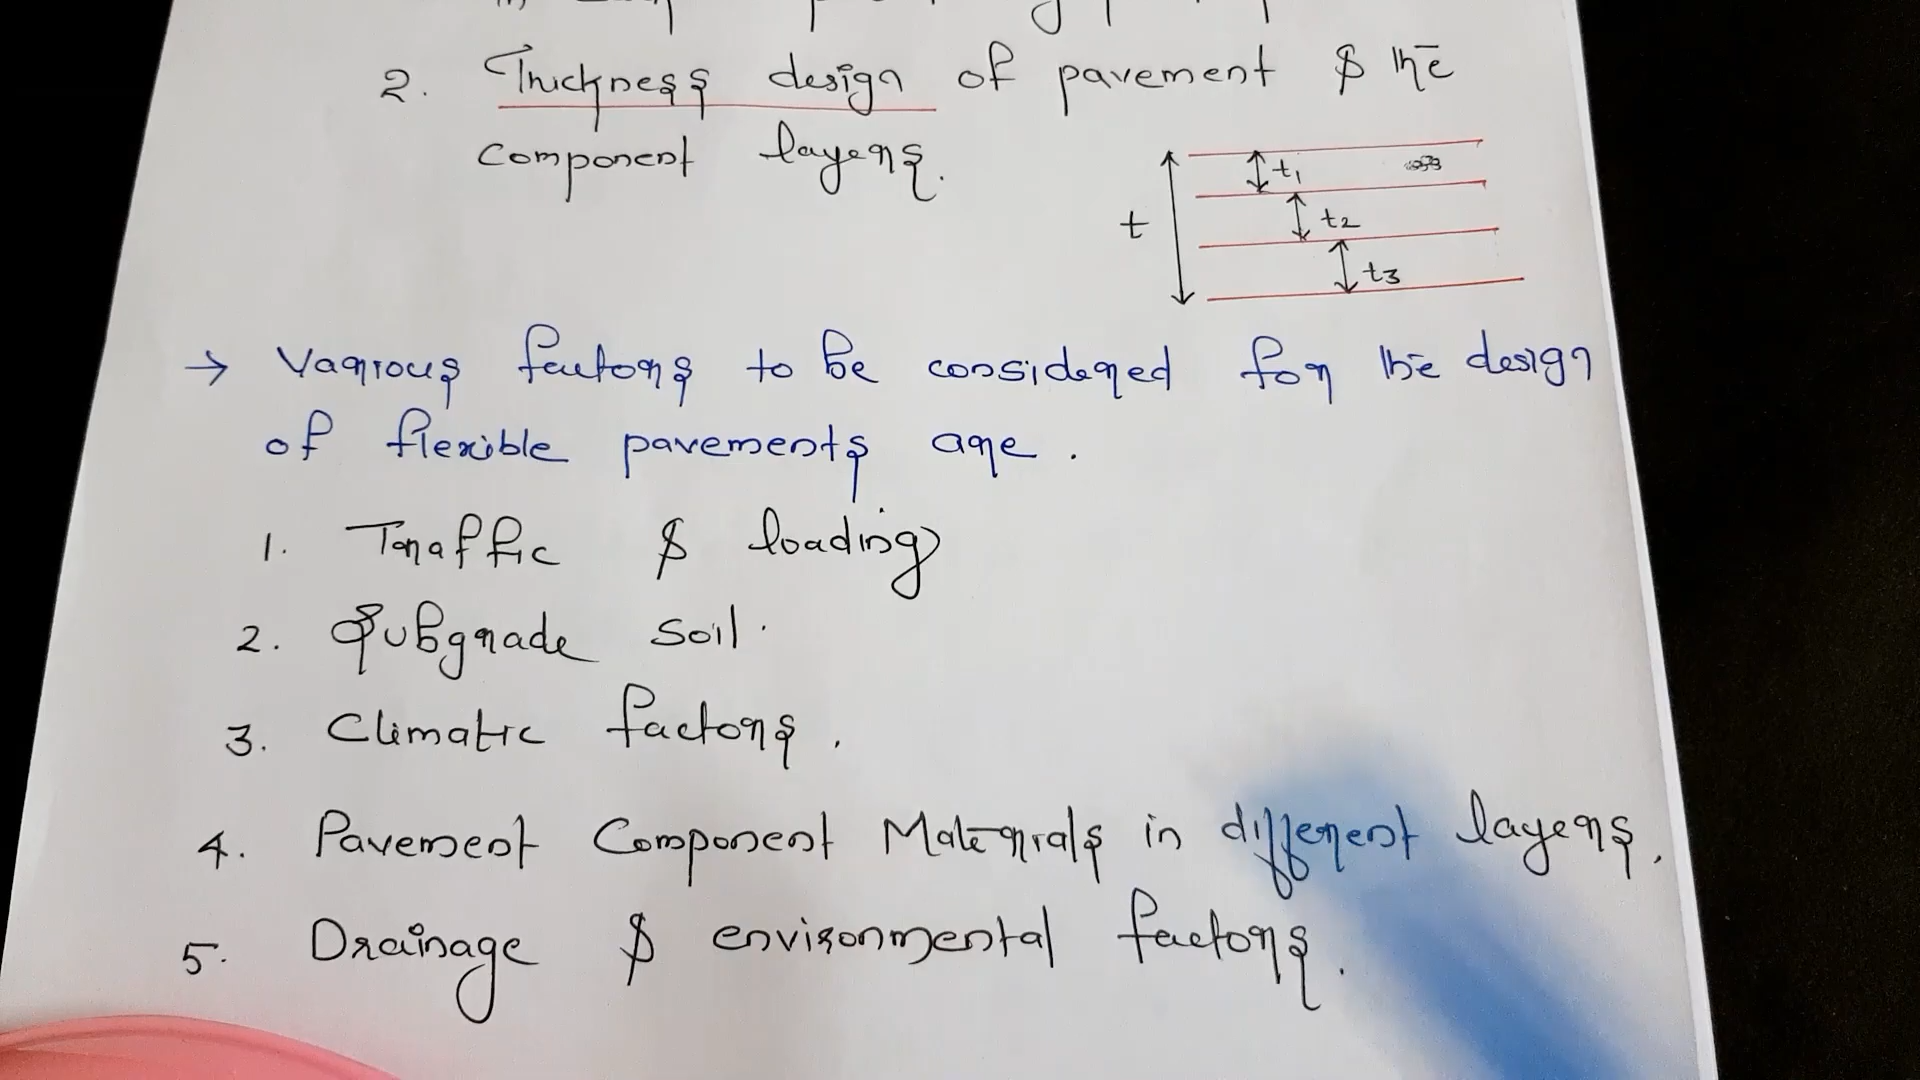 2. Thickness design of pavement & the
component layers.
t
t1
t2
t3
→ Various factors to be considered for the design
of flexible pavements are.
1. Traffic & loading
2. Subgrade soil.
3. Climatic factors.
4. Pavement Component Materials in different layers.
5. Drainage & environmental factors.